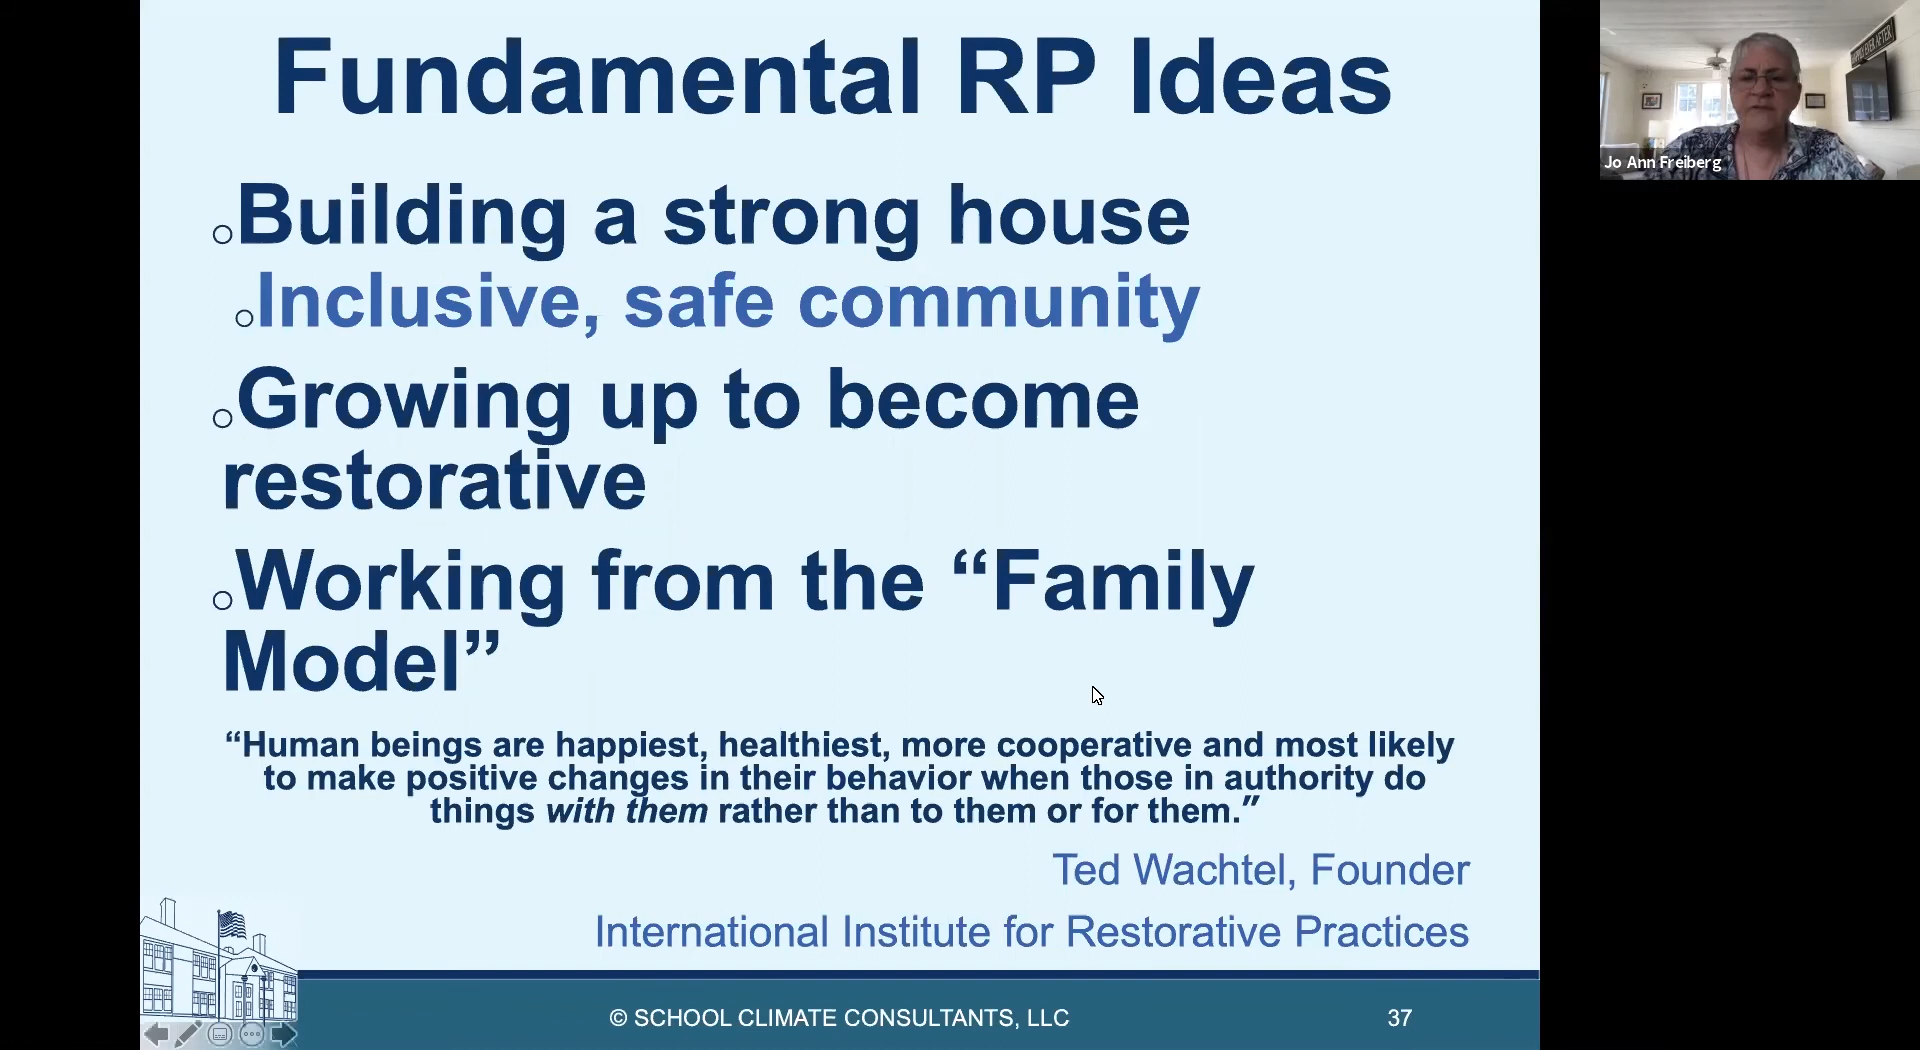 Fundamental RP Ideas
Building a strong house
Inclusive, safe community
Growing up to become
restorative
Working from the “Family
Model”
“Human beings are happiest, healthiest, more cooperative and most likely
to make positive changes in their behavior when those in authority do
things with them rather than to them or for them.”
Ted Wachtel, Founder
International Institute for Restorative Practices
© SCHOOL CLIMATE CONSULTANTS, LLC
37
HAPPILY EVER AFTER
Jo Ann Freiberg